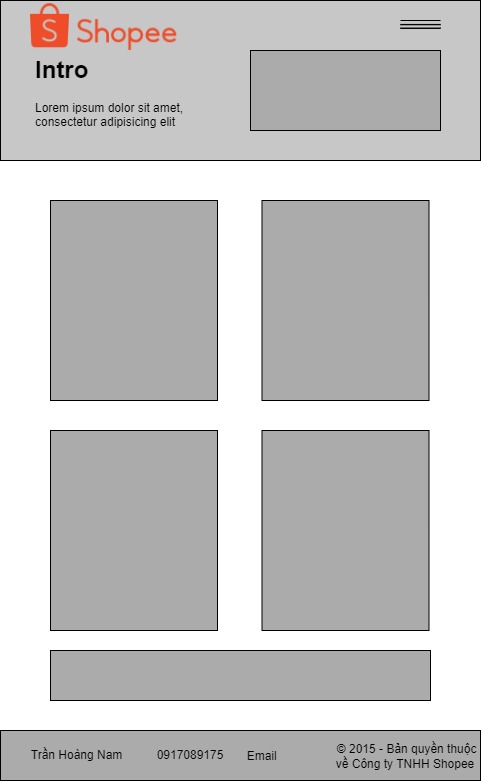 Shopee
Intro
Lorem ipsum dolor sit amet,
consectetur adipisicing elit
Trần Hoàng Nam
0917089175
Email
© 2015 - Bản quyền thuộc
về Công ty TNHH Shopee